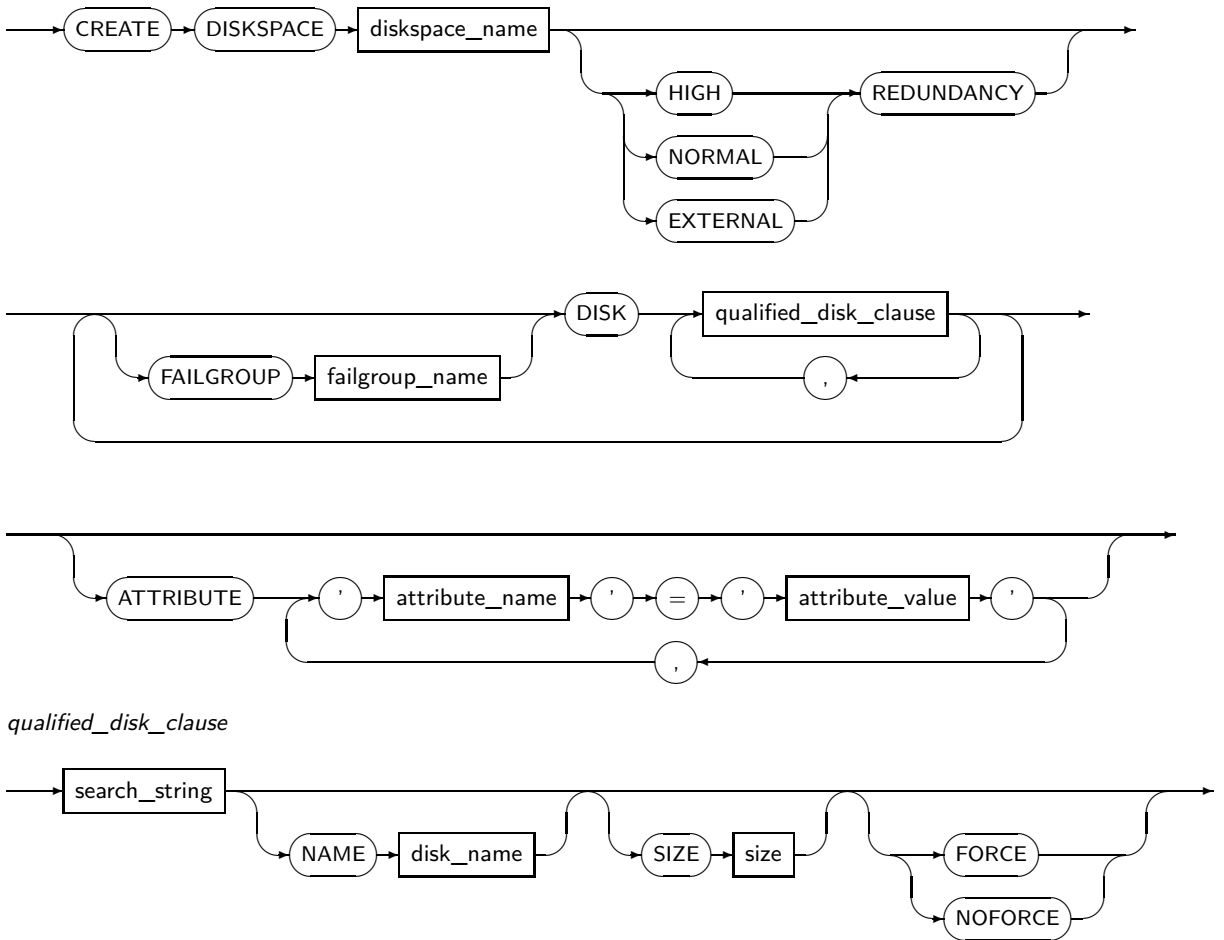 CREATE DISKSPACE diskspace_name
HIGH REDUNDANCY
NORMAL
EXTERNAL
DISK qualified_disk_clause
FAILGROUP failgroup_name ,
ATTRIBUTE ' attribute_name ' = ' attribute_value '
,
qualified_disk_clause
search_string
NAME disk_name SIZE size FORCE
NOFORCE